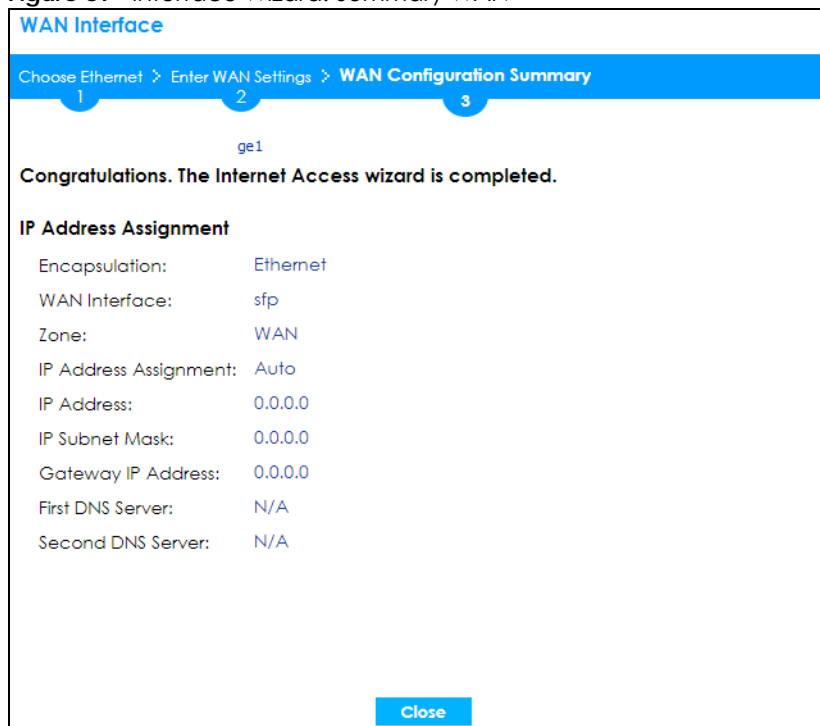 WAN Interface
Choose Ethernet > Enter WAN Settings > WAN Configuration Summary
1 2 3
ge1
Congratulations. The Internet Access wizard is completed.
IP Address Assignment
Encapsulation: Ethernet
WAN Interface: sfp
Zone: WAN
IP Address Assignment: Auto
IP Address: 0.0.0.0
IP Subnet Mask: 0.0.0.0
Gateway IP Address: 0.0.0.0
First DNS Server: N/A
Second DNS Server: N/A
Close